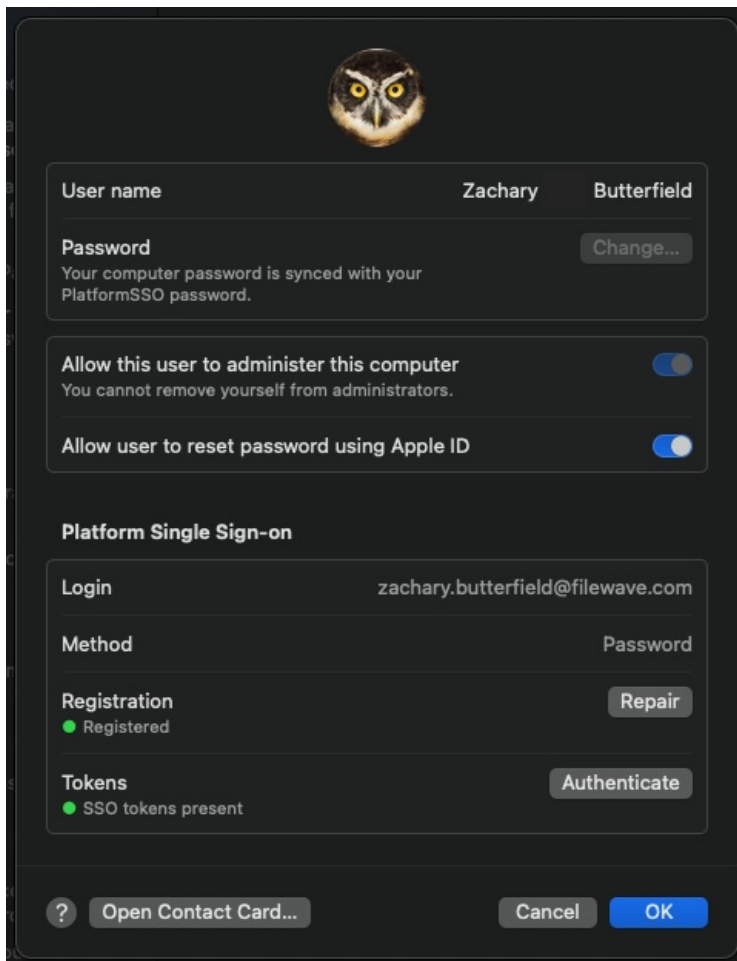 User name Zachary Butterfield
Password Change...
Your computer password is synced with your
PlatformSSO password.
Allow this user to administer this computer
You cannot remove yourself from administrators.
Allow user to reset password using Apple ID
Platform Single Sign-on
Login zachary.butterfield@filewave.com
Method Password
Registration Repair
Registered
Tokens Authenticate
SSO tokens present
? Open Contact Card... Cancel OK